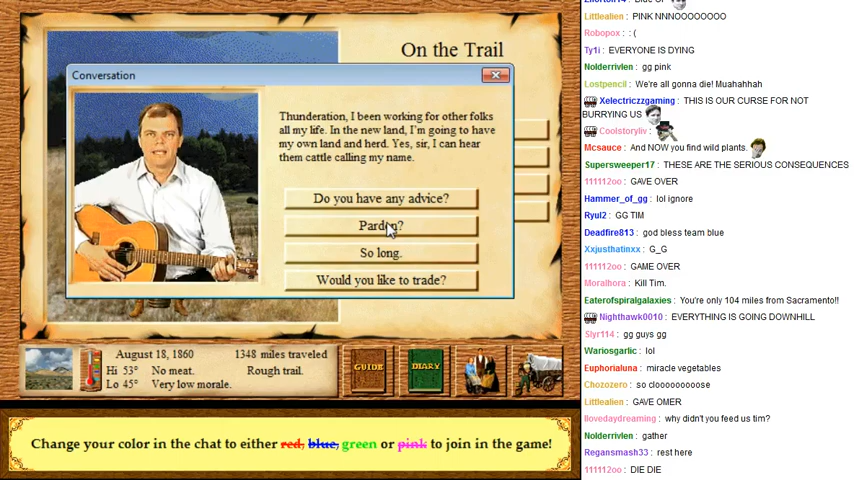 On the Trail
Conversation
Thunderation, I been working for other folks
all my life. In the new land, I'm going to have
my own land and herd. Yes, sir, I can hear
them cattle calling my name.
Do you have any advice?
Pardon?
So long.
Would you like to trade?
August 18, 1860
1348 miles traveled
Hi 53°
No meat.
Rough trail.
Lo 45°
Very low morale.
GUIDE
DIARY
Change your color in the chat to either red, blue, green or pink to join in the game!
Littlealien : PINK NNNOOOOOOOO
Robopox : :(
Ty1i : EVERYONE IS DYING
Nolderrivlen : gg pink
Lostpencil : We're all gonna die! Muahahhah
Xelectriczzgaming : THIS IS OUR CURSE FOR NOT
BURRYING US
Coolstoryliv :
Mcsauce : And NOW you find wild plants.
Supersweeper17 : THESE ARE THE SERIOUS CONSEQUENCES
111112oo : GAVE OVER
Hammer_of_gg : lol ignore
Ryul2 : GG TIM
Deadfire813 : god bless team blue
Xxjusthatinxx : G_G
111112oo : GAME OVER
Moralhora : Kill Tim.
Eaterofspiralgalaxies : You're only 104 miles from Sacramento!!
Nighthawk0010 : EVERYTHING IS GOING DOWNHILL
Slyr114 : gg guys gg
Wariosgarlic : lol
Euphorialuna : miracle vegetables
Chozozero : so clooooooooose
Littlealien : GAVE OMER
Ilovedaydreaming : why didn't you feed us tim?
Nolderrivlen : gather
Regansmash33 : rest here
111112oo : DIE DIE